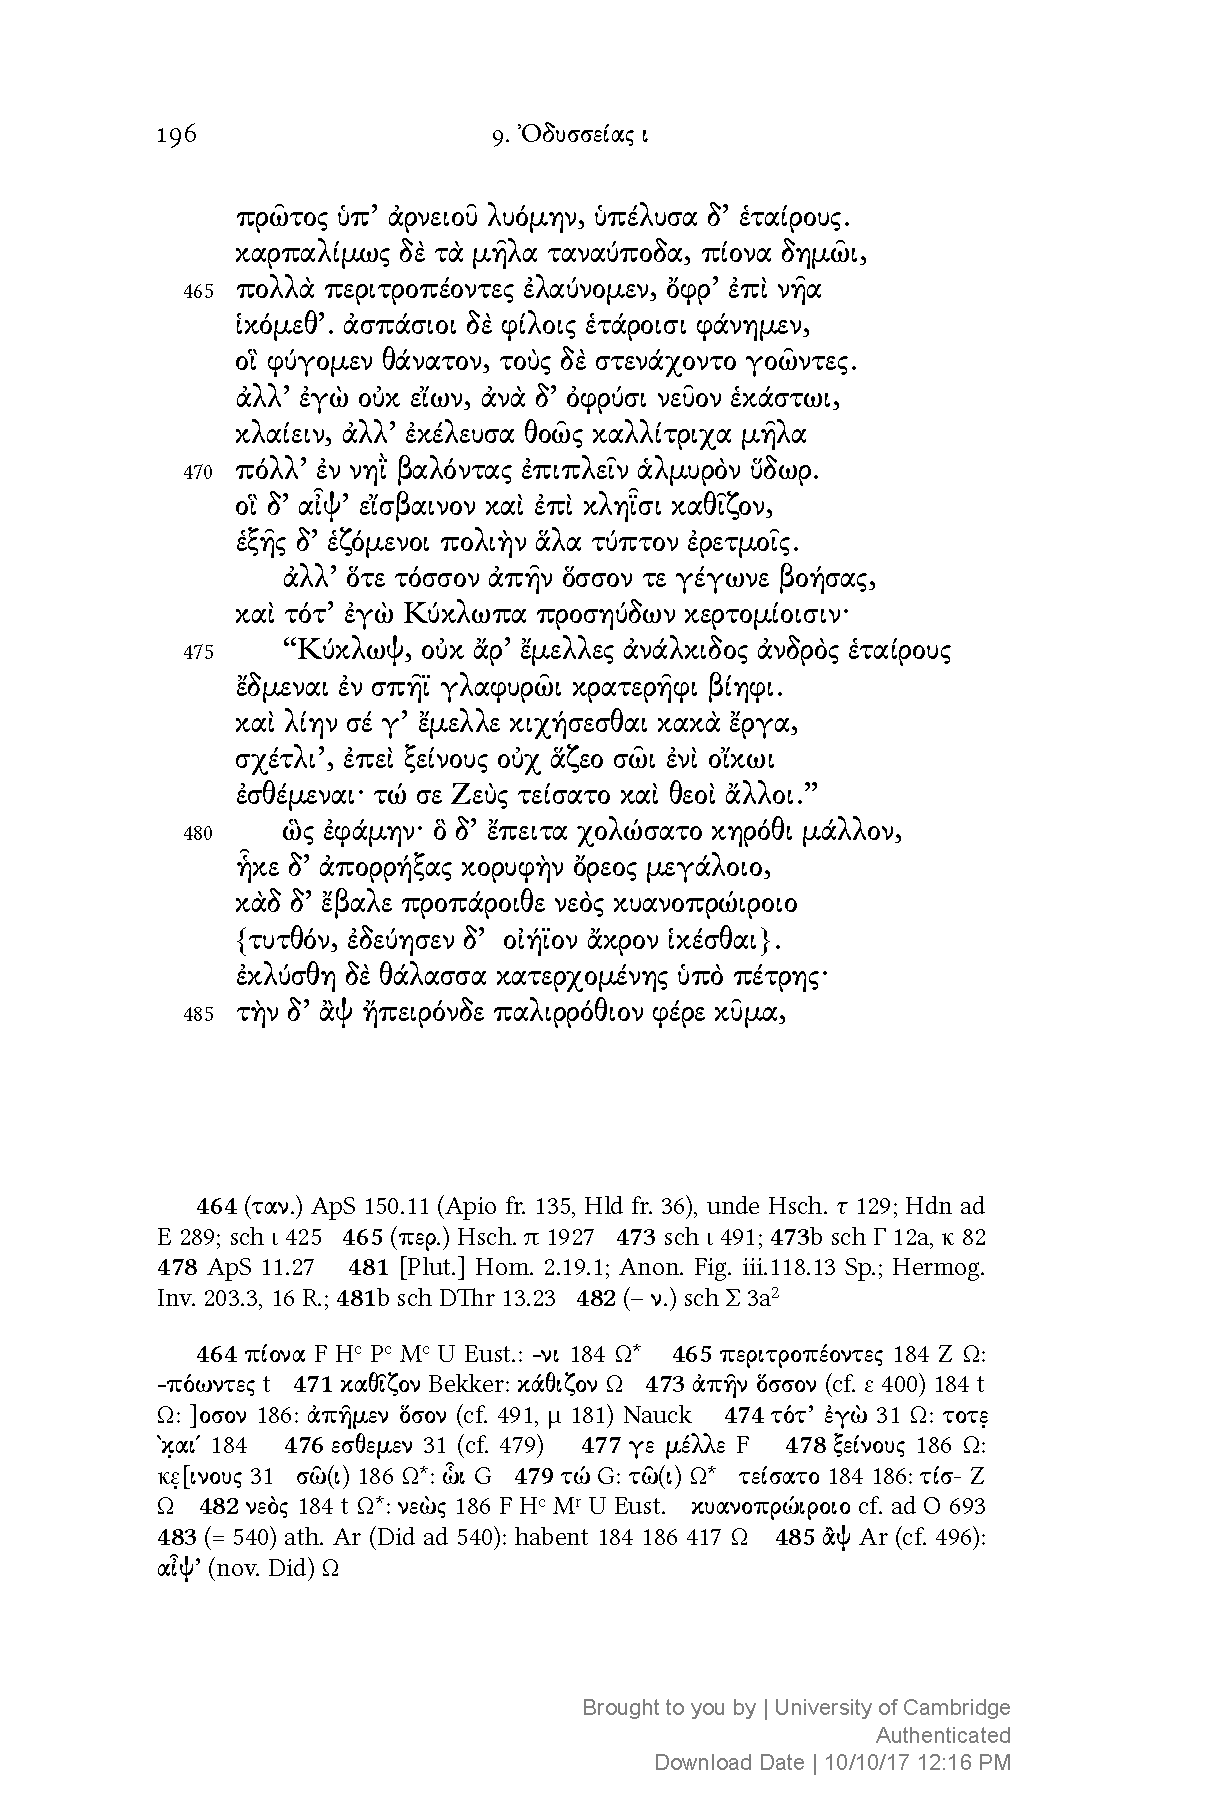 196 9. Ὀδυσσείας ι
πρῶτος ὑπ’ ἀρνειοῦ λυόμην, ὑπέλυσα δ’ ἑταίρους.
καρπαλίμως δὲ τὰ μῆλα ταναύποδα, πίονα δημῶι,
465 πολλὰ περιτροπέοντες ἐλαύνομεν, ὄφρ’ ἐπὶ νῆα
ἱκόμεθ’. ἀσπάσιοι δὲ φίλοις ἑτάροισι φάνημεν,
οἳ φύγομεν θάνατον, τοὺς δὲ στενάχοντο γοῶντες.
ἀλλ’ ἐγὼ οὐκ εἴων, ἀνὰ δ’ ὀφρύσι νεῦον ἑκάστωι,
κλαίειν, ἀλλ’ ἐκέλευσα θοῶς καλλίτριχα μῆλα
470 πόλλ’ ἐν νηῒ βαλόντας ἐπιπλεῖν ἁλμυρὸν ὕδωρ.
οἳ δ’ αἶψ’ εἴσβαινον καὶ ἐπὶ κληῗσι καθῖζον,
ἑξῆς δ’ ἑζόμενοι πολιὴν ἅλα τύπτον ἐρετμοῖς.
ἀλλ’ ὅτε τόσσον ἀπῆν ὅσσον τε γέγωνε βοήσας,
καὶ τότ’ ἐγὼ Κύκλωπα προσηύδων κερτομίοισιν·
475 “Κύκλωψ, οὐκ ἄρ’ ἔμελλες ἀνάλκιδος ἀνδρὸς ἑταίρους
ἔδμεναι ἐν σπῆϊ γλαφυρῶι κρατερῆφι βίηφι.
καὶ λίην σέ γ’ ἔμελλε κιχήσεσθαι κακὰ ἔργα,
σχέτλι’, ἐπεὶ ξείνους οὐχ ἅζεο σῶι ἐνὶ οἴκωι
ἐσθέμεναι· τώ σε Ζεὺς τείσατο καὶ θεοὶ ἄλλοι.”
480 ὣς ἐφάμην· ὃ δ’ ἔπειτα χολώσατο κηρόθι μάλλον,
ἧκε δ’ ἀπορρήξας κορυφὴν ὄρεος μεγάλοιο,
κὰδ δ’ ἔβαλε προπάροιθε νεὸς κυανοπρώιροιο
{τυτθόν, ἐδεύησεν δ’ οἰήϊον ἄκρον ἱκέσθαι}.
ἐκλύσθη δὲ θάλασσα κατερχομένης ὑπὸ πέτρης·
485 τὴν δ’ ἂψ ἤπειρόνδε παλιρρόθιον φέρε κῦμα,
464 (ταν.) ApS 150.11 (Apio fr. 135, Hld fr. 36), unde Hsch. τ 129; Hdn ad
Ε 289; sch ι 425 465 (περ.) Hsch. π 1927 473 sch ι 491; 473b sch Γ 12a, κ 82
478 ApS 11.27 481 [Plut.] Hom. 2.19.1; Anon. Fig. iii.118.13 Sp.; Hermog.
Inv. 203.3, 16 R.; 481b sch DThr 13.23 482 (– ν.) sch Σ 3a²
464 πίονα F Hᶜ Pᶜ Mᶜ U Eust.: -νι 184 Ω* 465 περιτροπέοντες 184 Z Ω:
-πόωντες t 471 καθῖζον Bekker: κάθιζον Ω 473 ἀπῆν ὅσσον (cf. ε 400) 184 t
Ω: ]οσον 186: ἀπῆμεν ὅσον (cf. 491, μ 181) Nauck 474 τότ’ ἐγὼ 31 Ω: τοτε̣
`κ̣αι´ 184 476 εσθεμεν 31 (cf. 479) 477 γε μέλλε F 478 ξείνους 186 Ω:
κε̣[ινους 31 σῶ(ι) 186 Ω*: ὧι G 479 τώ G: τῶ(ι) Ω* τείσατο 184 186: τίσ- Z
Ω 482 νεὸς 184 t Ω*: νεὼς 186 F Hᶜ Mʳ U Eust. κυανοπρώιροιο cf. ad Ο 693
483 (= 540) ath. Ar (Did ad 540): habent 184 186 417 Ω 485 ἂψ Ar (cf. 496):
αἶψ’ (nov. Did) Ω
Brought to you by | University of Cambridge
Authenticated
Download Date | 10/10/17 12:16 PM